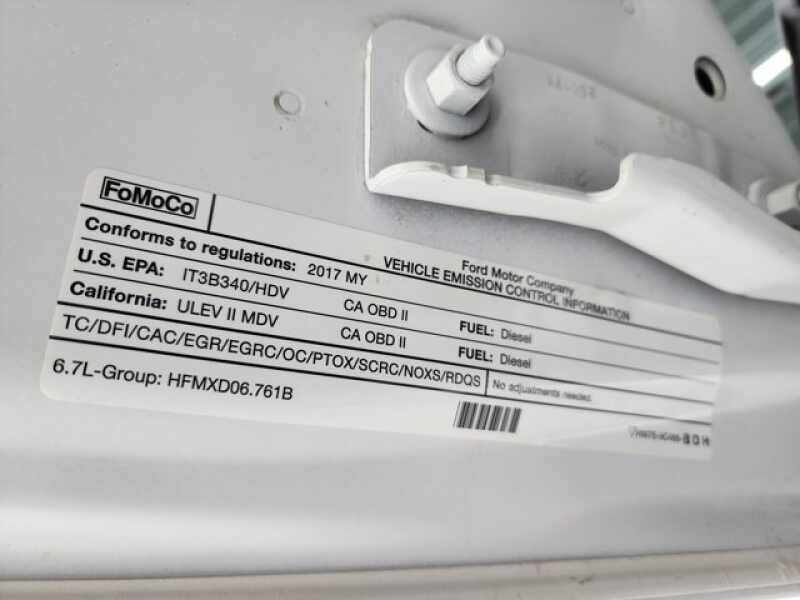 FoMoCo
Ford Motor Company
VEHICLE EMISSION CONTROL INFORMATION
Conforms to regulations: 2017 MY
U.S. EPA: IT3B340/HDV CA OBD II FUEL: Diesel
California: ULEV II MDV CA OBD II FUEL: Diesel
TC/DFI/CAC/EGR/EGRC/OC/PTOX/SCRC/NOXS/RDQS No adjustments needed.
6.7L-Group: HFMXD06.761B